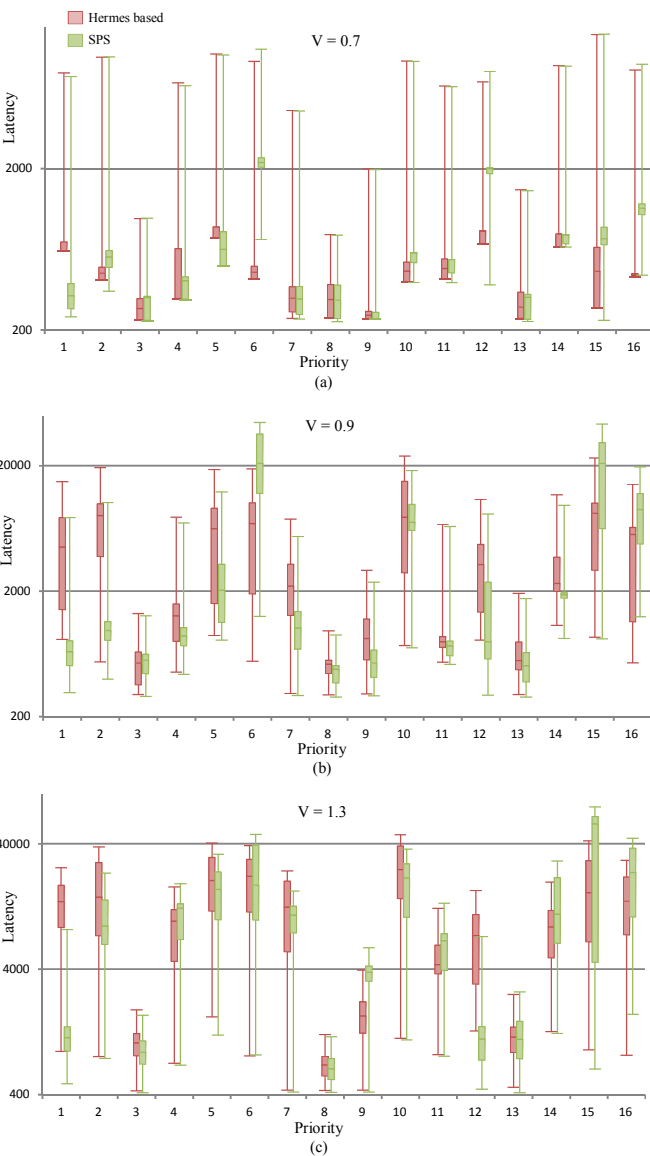 Hermes based
SPS
V = 0.7
Latency
2000
200
1 2 3 4 5 6 7 8 9 10 11 12 13 14 15 16
Priority
(a)
V = 0.9
Latency
20000
2000
200
1 2 3 4 5 6 7 8 9 10 11 12 13 14 15 16
Priority
(b)
V = 1.3
Latency
40000
4000
400
1 2 3 4 5 6 7 8 9 10 11 12 13 14 15 16
Priority
(c)